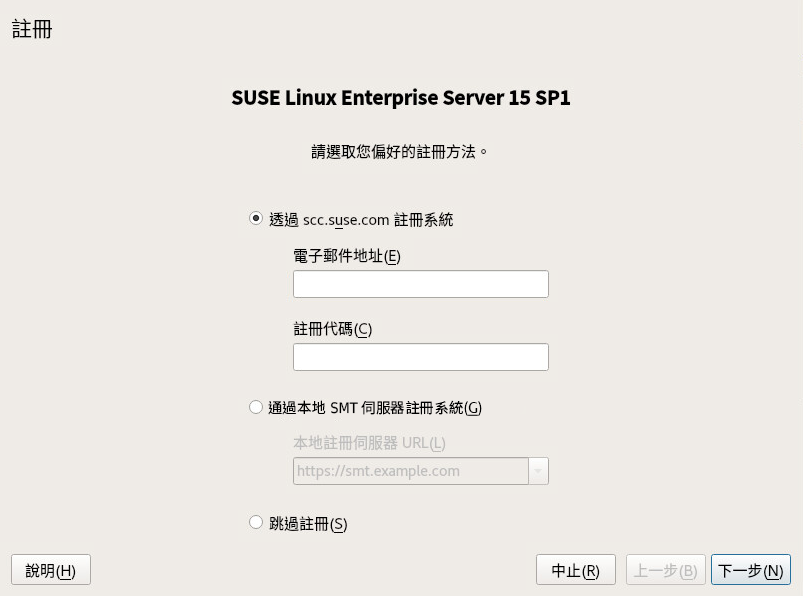 註冊
SUSE Linux Enterprise Server 15 SP1
請選取您偏好的註冊方法。
透過 scc.suse.com 註冊系統
電子郵件地址(E)
註冊代碼(C)
通過本地 SMT 伺服器註冊系統(G)
本地註冊伺服器 URL(L)
https://smt.example.com
跳過註冊(S)
說明(H) 中止(R) 上一步(B) 下一步(N)